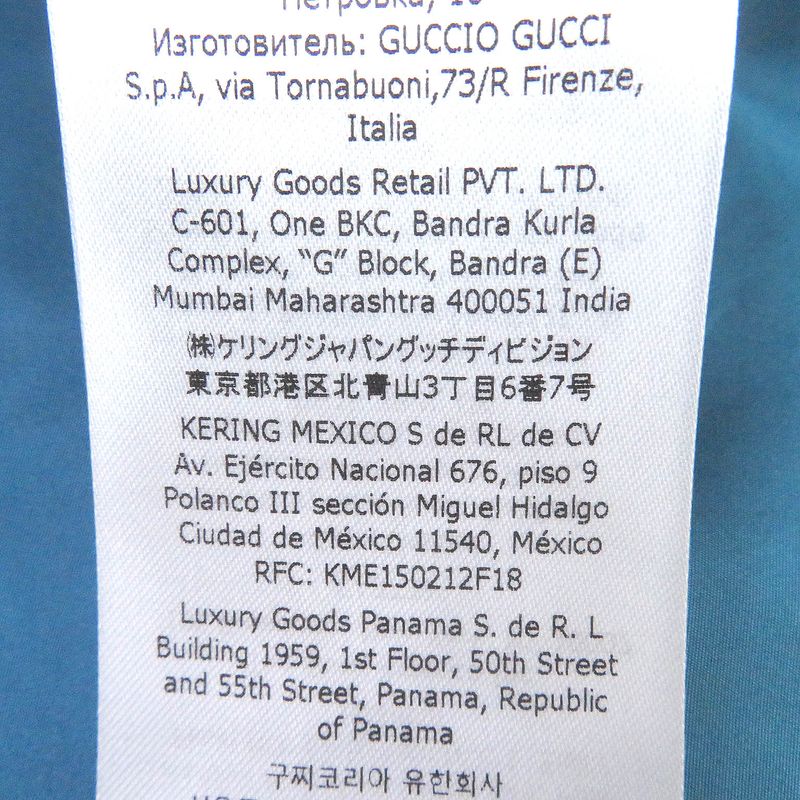 Петровка, 16
Изготовитель: GUCCIO GUCCI
S.p.A, via Tornabuoni,73/R Firenze,
Italia
Luxury Goods Retail PVT. LTD.
C-601, One BKC, Bandra Kurla
Complex, “G” Block, Bandra (E)
Mumbai Maharashtra 400051 India
㈱ケリングジャパングッチディビジョン
東京都港区北青山3丁目6番7号
KERING MEXICO S de RL de CV
Av. Ejército Nacional 676, piso 9
Polanco III sección Miguel Hidalgo
Ciudad de México 11540, México
RFC: KME150212F18
Luxury Goods Panama S. de R. L
Building 1959, 1st Floor, 50th Street
and 55th Street, Panama, Republic
of Panama
구찌코리아 유한회사